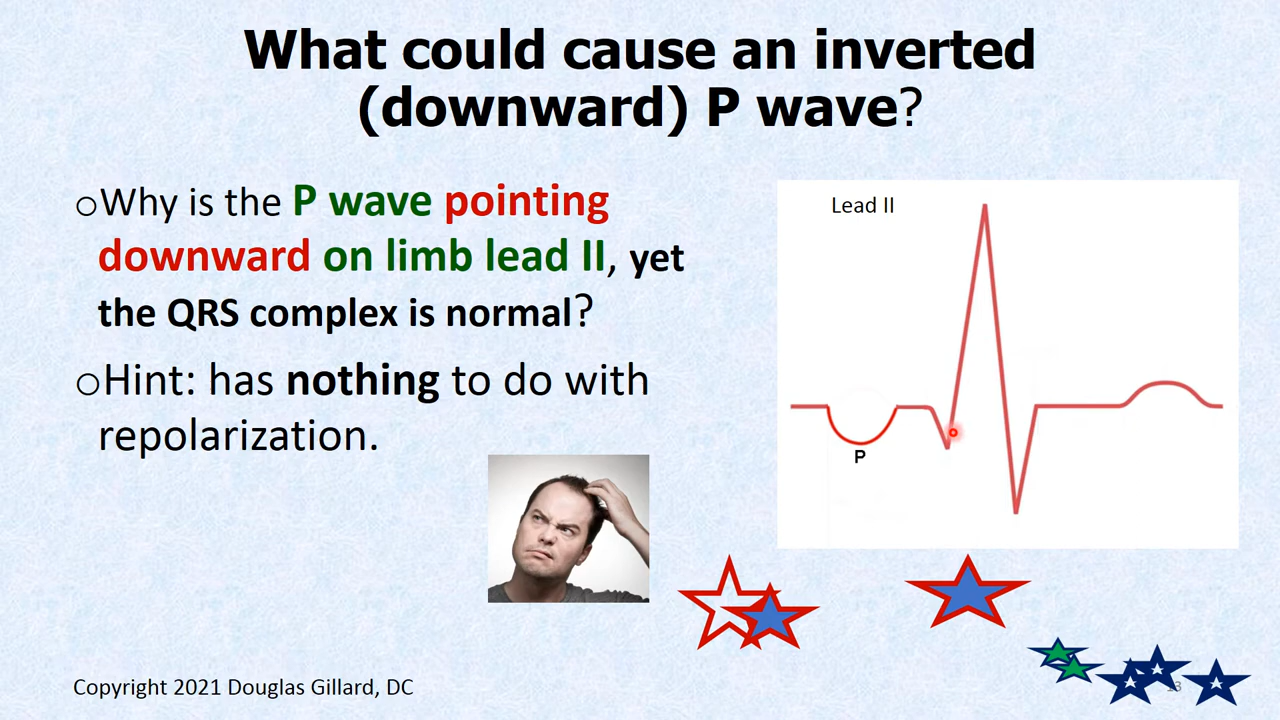 What could cause an inverted
(downward) P wave?
○Why is the P wave pointing
downward on limb lead II, yet
the QRS complex is normal?
○Hint: has nothing to do with
repolarization.
Lead II
P
Copyright 2021 Douglas Gillard, DC